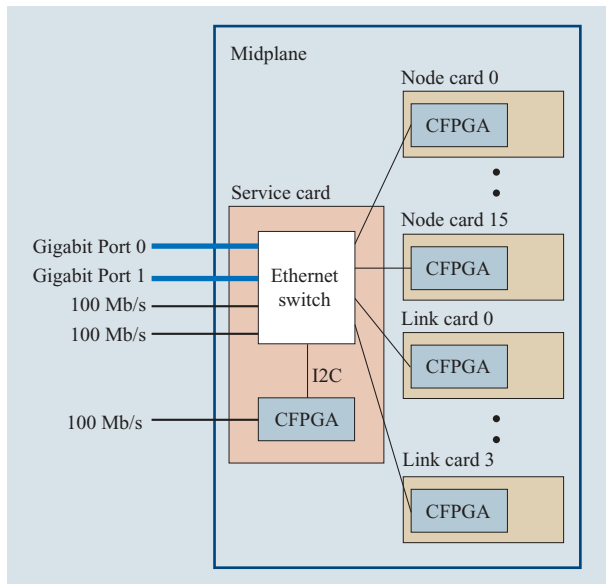 Midplane
Node card 0
CFPGA
Service card
Node card 15
CFPGA
Gigabit Port 0
Gigabit Port 1
100 Mb/s
100 Mb/s
Ethernet
switch
Link card 0
CFPGA
I2C
100 Mb/s
CFPGA
Link card 3
CFPGA